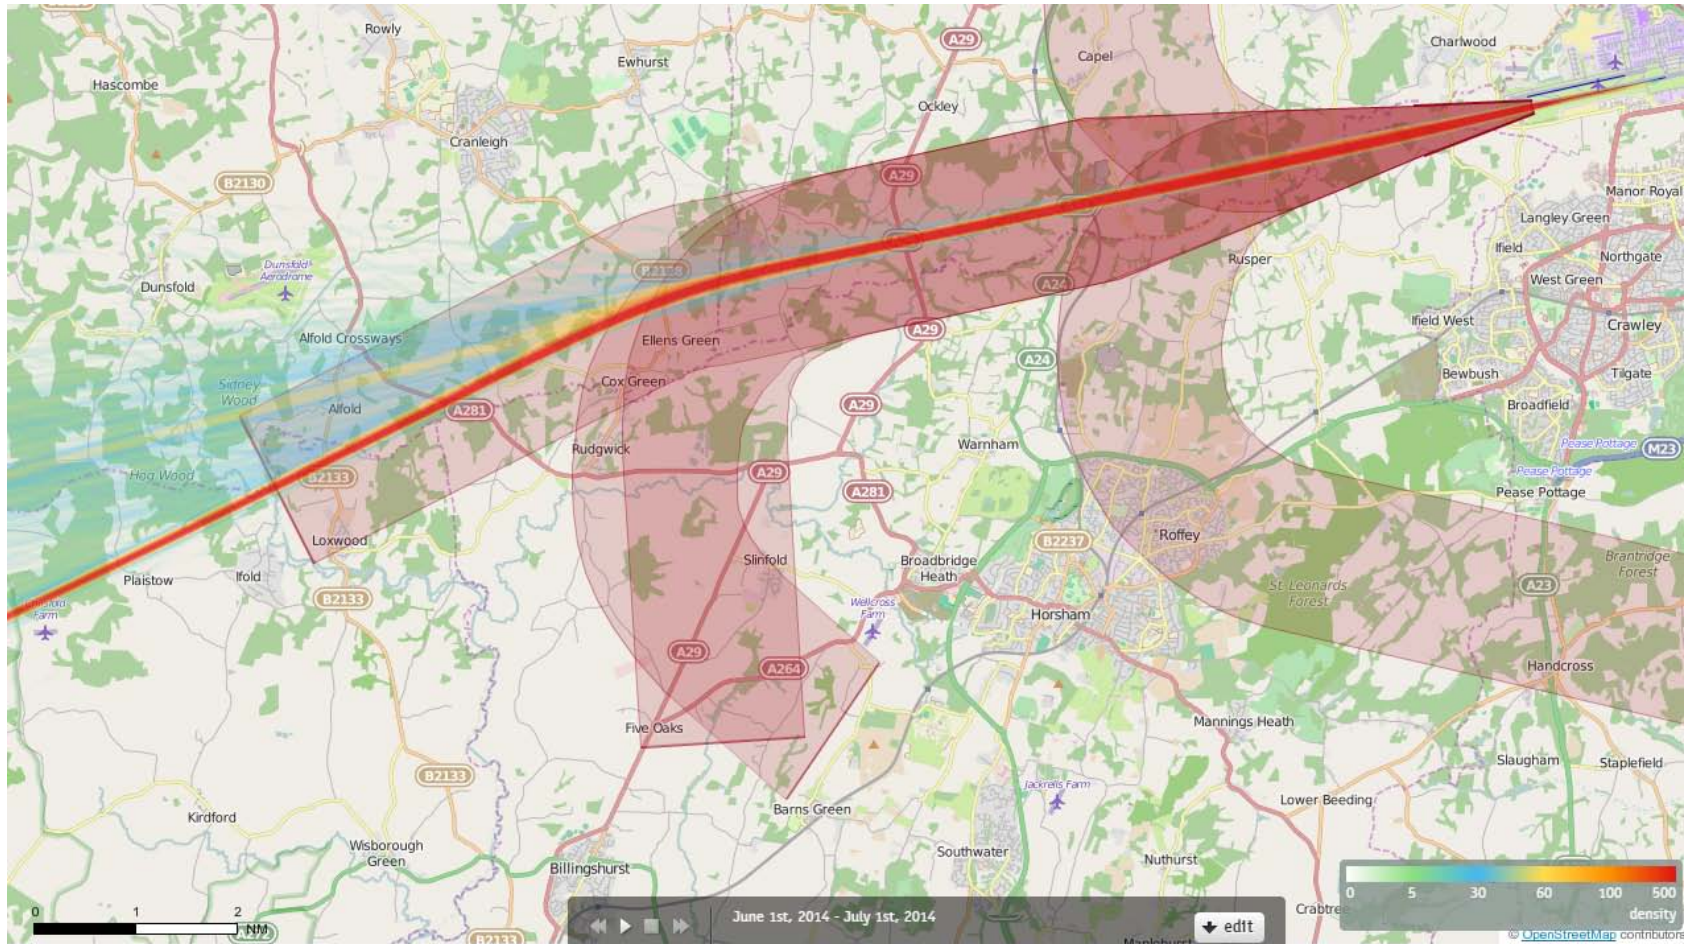 Rowly
A29
Charlwood
Capel
Ewhurst
Hascombe
Ockley
Cranleigh
A29
B2130
Manor Royal
Langley Green
Ifield
Northgate
Rusper
Dunsfold
Aerodrome
B2128
West Green
Dunsfold
A24
Ifield West
Crawley
A29
Alfold Crossways
Ellens Green
A24
Bewbush
Tilgate
Cox Green
Sidney
Wood
Alfold
A281
A29
Broadfield
Warnham
Pease Pottage
M23
Rudgwick
Hog Wood
B2133
A29
Pease Pottage
A281
Pease Pottage
Loxwood
B2237
Roffey
Slinfold
Broadbridge
Heath
Brantridge
Forest
Plaistow
Ifold
St. Leonards
Forest
A23
B2133
Wellcross
Farm
Farm
Horsham
A29
A264
Handcross
Five Oaks
Mannings Heath
Slaugham
Staplefield
B2133
Jackrells Farm
Barns Green
Lower Beeding
Kirdford
Wisborough
Green
Southwater
Nuthurst
Billingshurst
0 5 30 60 100 500
density
0 1 2
NM
A272
B2133
June 1st, 2014 - July 1st, 2014
edit
Crabtree
Maplehurst
© OpenStreetMap contributors